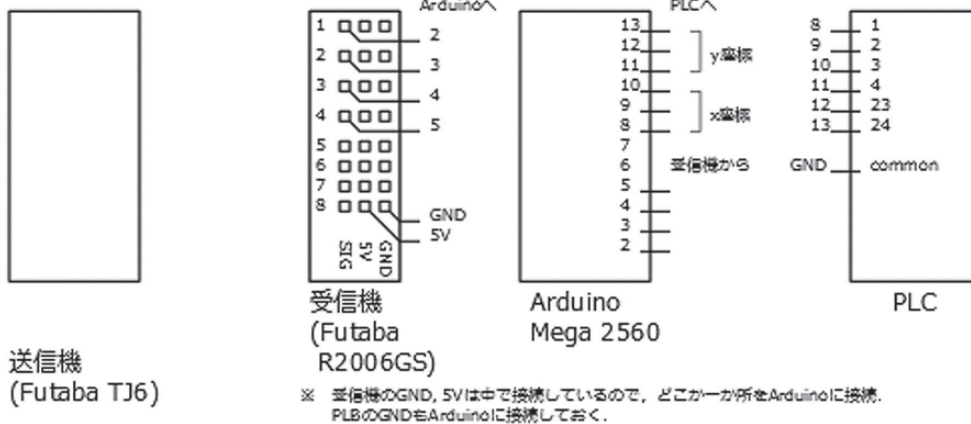 Arduinoへ
PLCへ
1
2
3
4
5
6
7
8
2
3
4
5
GND
5V
SIG
5V
GND
13
12
11
10
9
8
7
6
5
4
3
2
y座標
x座標
受信機から
8
9
10
11
12
13
GND
1
2
3
4
23
24
common
送信機
(Futaba TJ6)
受信機
(Futaba
R2006GS)
Arduino
Mega 2560
PLC
※ 受信機のGND, 5Vは中で接続しているので，どこか一か所をArduinoに接続.
PLBのGNDもArduinoに接続しておく.